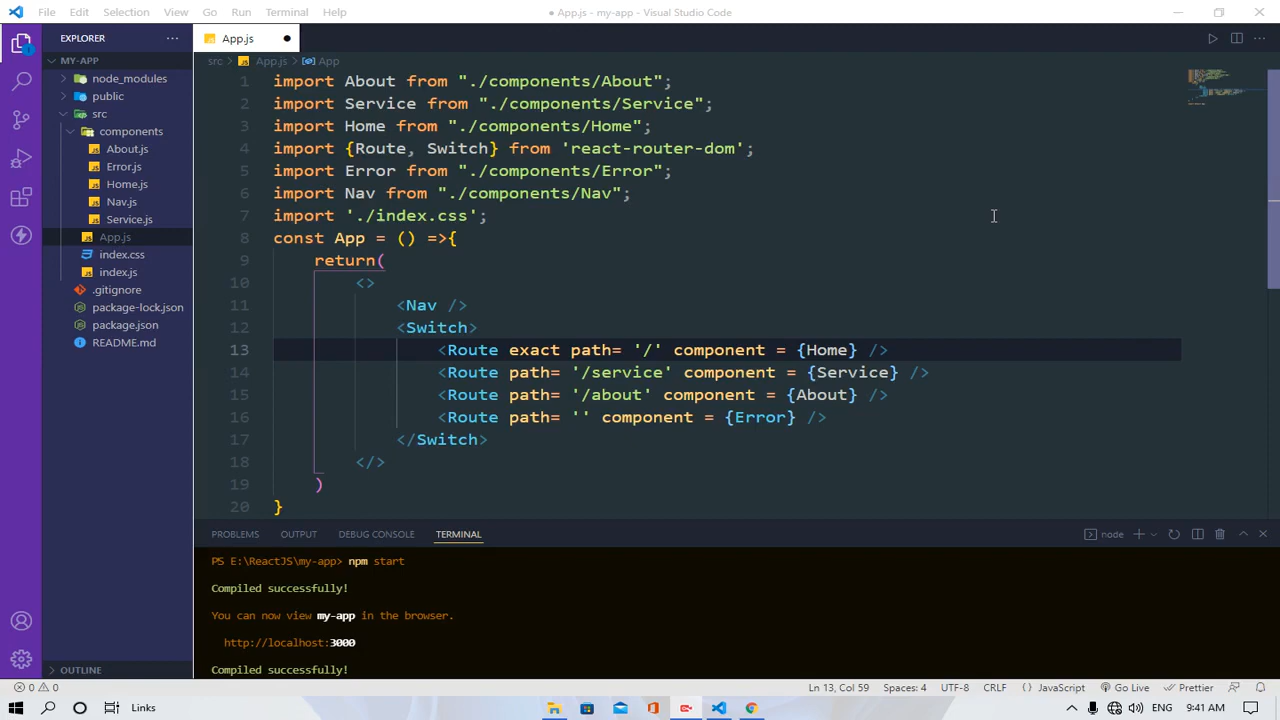 File Edit Selection View Go Run Terminal Help
● App.js - my-app - Visual Studio Code
EXPLORER
MY-APP
node_modules
public
src
components
About.js
Error.js
Home.js
Nav.js
Service.js
App.js
index.css
index.js
.gitignore
package-lock.json
package.json
README.md
OUTLINE
App.js
src > App.js > App
1 import About from "./components/About";
2 import Service from "./components/Service";
3 import Home from "./components/Home";
4 import {Route, Switch} from 'react-router-dom';
5 import Error from "./components/Error";
6 import Nav from "./components/Nav";
7 import './index.css';
8 const App = () =>{
9 return(
10 <>
11 <Nav />
12 <Switch>
13 <Route exact path= '/' component = {Home} />
14 <Route path= '/service' component = {Service} />
15 <Route path= '/about' component = {About} />
16 <Route path= '' component = {Error} />
17 </Switch>
18 </>
19 )
20 }
PROBLEMS OUTPUT DEBUG CONSOLE TERMINAL
node
PS E:\ReactJS\my-app> npm start
Compiled successfully!
You can now view my-app in the browser.
http://localhost:3000
Compiled successfully!
0 0
Ln 13, Col 59 Spaces: 4 UTF-8 CRLF {} JavaScript Go Live Prettier
Links
ENG 9:41 AM